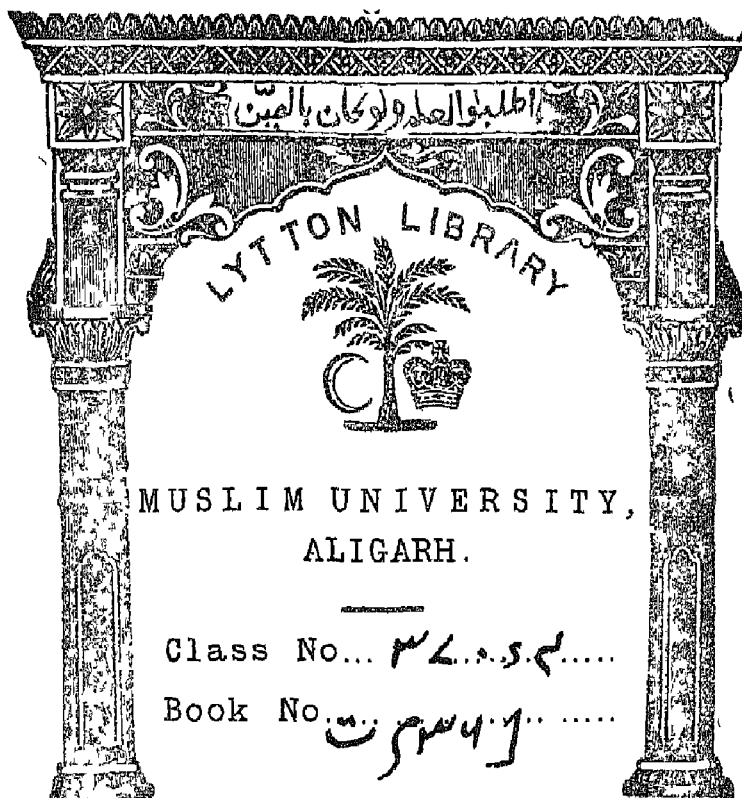 اطلبوا العلم ولو كان بالصين
LYTTON LIBRARY
MUSLIM UNIVERSITY,
ALIGARH.
Class No...
Book No...